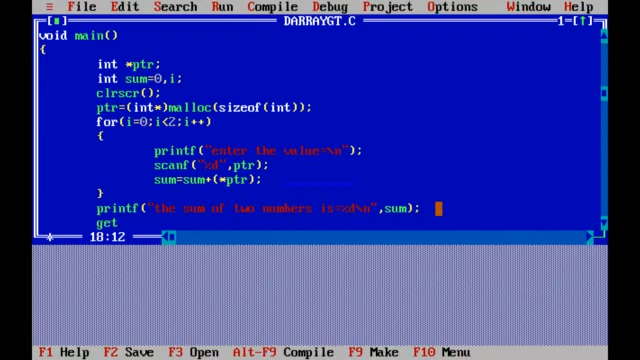 ≡ File Edit Search Run Compile Debug Project Options Window Help
[■] DARRAYGT.C 1=[↑]
void main()
{
int *ptr;
int sum=0,i;
clrscr();
ptr=(int*)malloc(sizeof(int));
for(i=0;i<2;i++)
{
printf("enter the value=\n");
scanf("%d",ptr);
sum=sum+(*ptr);
}
printf("the sum of two numbers is=%d\n",sum);
get
18:12
F1 Help F2 Save F3 Open Alt-F9 Compile F9 Make F10 Menu